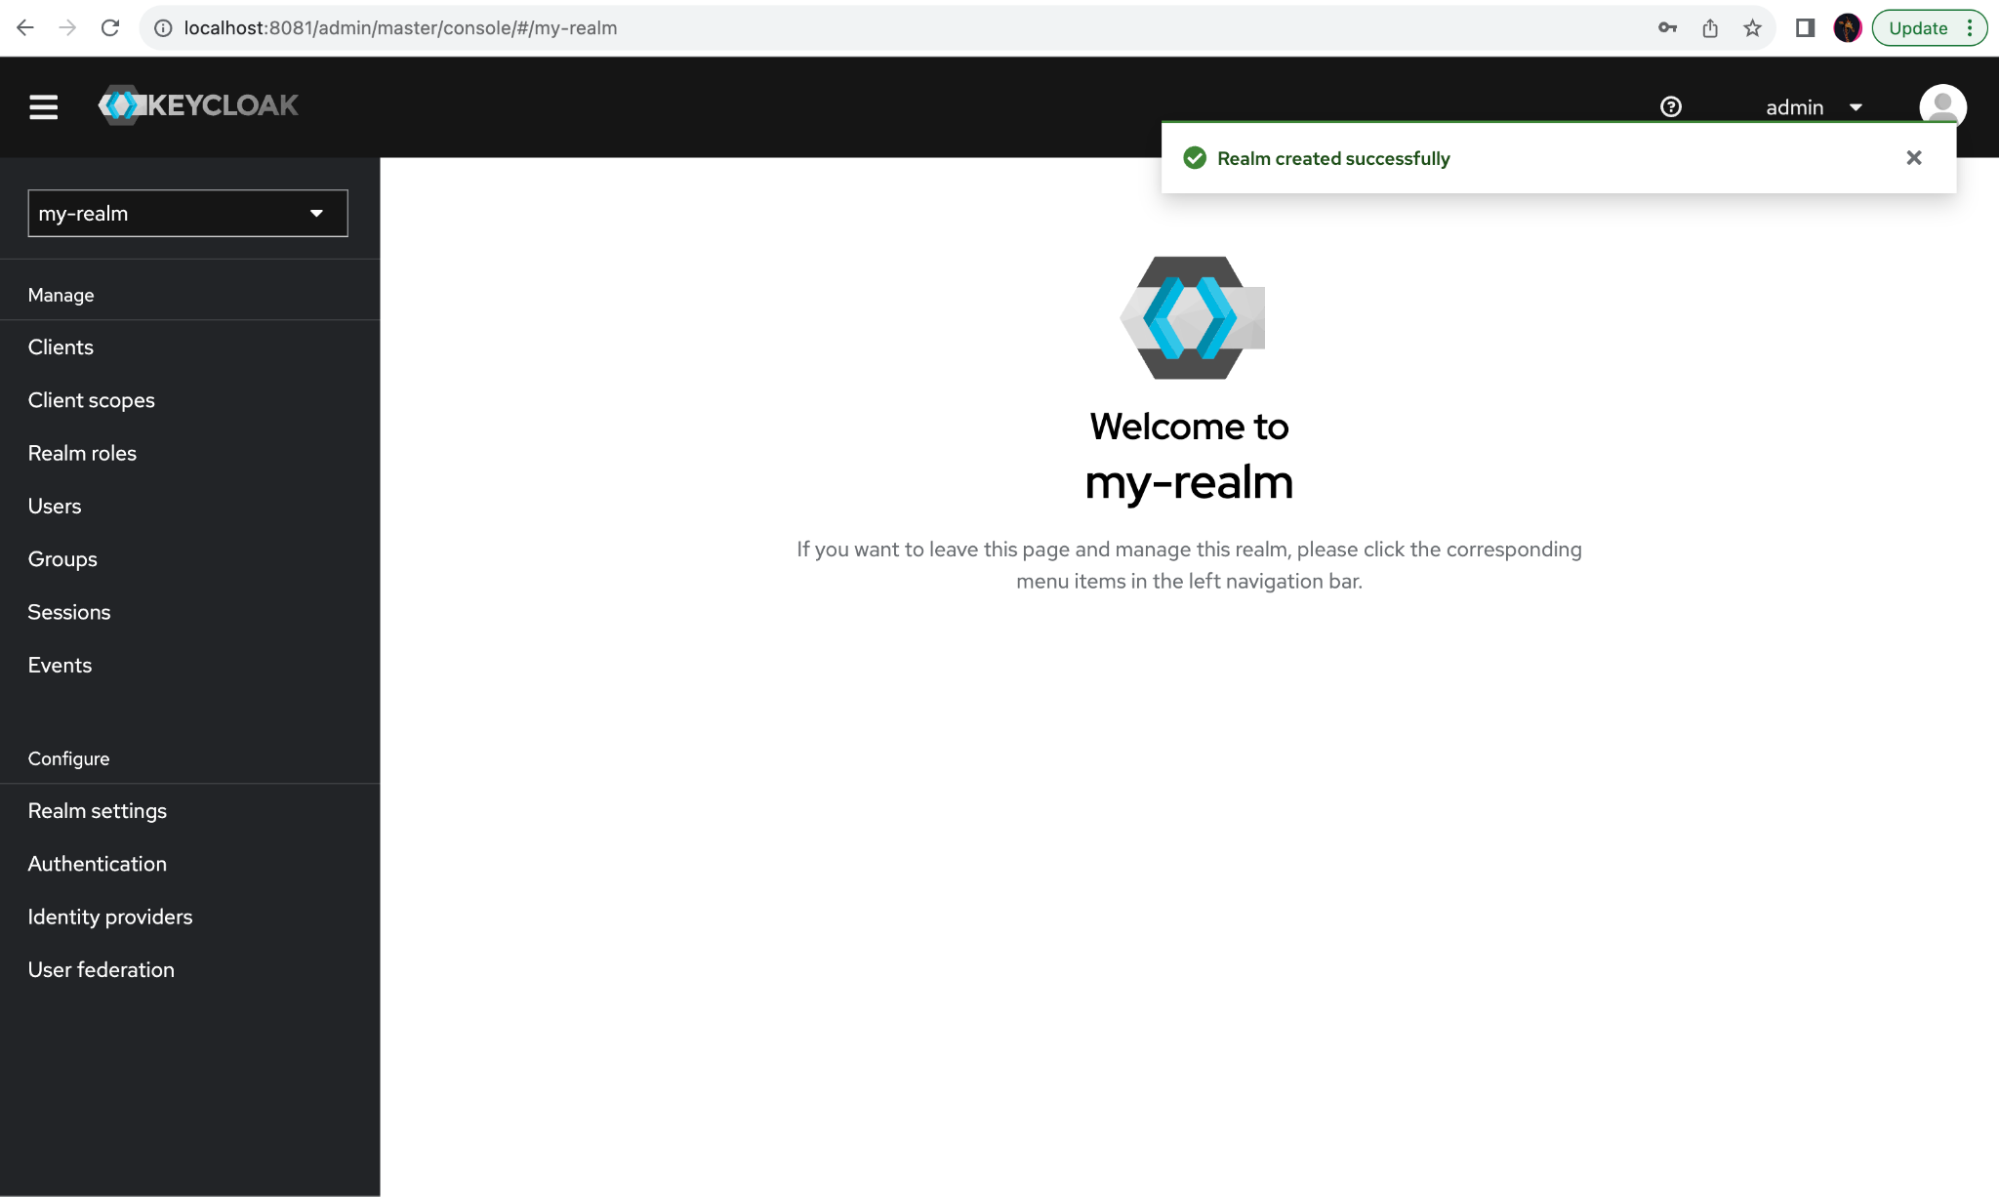 localhost:8081/admin/master/console/#/my-realm
Update
KEYCLOAK
admin
Realm created successfully
my-realm
Manage
Clients
Client scopes
Realm roles
Users
Groups
Sessions
Events
Configure
Realm settings
Authentication
Identity providers
User federation
Welcome to
my-realm
If you want to leave this page and manage this realm, please click the corresponding
menu items in the left navigation bar.